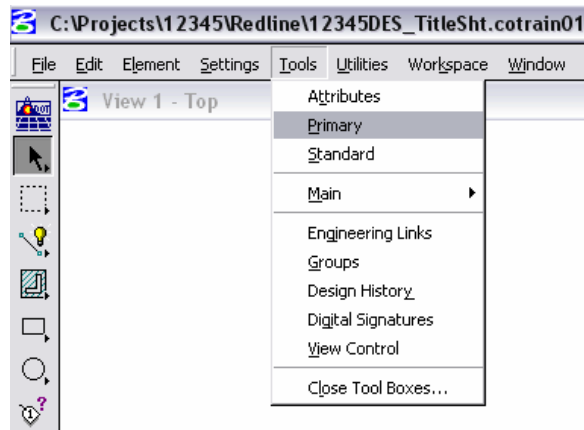 C:\Projects\12345\Redline\12345DES_TitleSht.cotrain01
File Edit Element Settings Tools Utilities Workspace Window
View 1 - Top
Attributes
Primary
Standard
Main
Engineering Links
Groups
Design History
Digital Signatures
View Control
Close Tool Boxes...